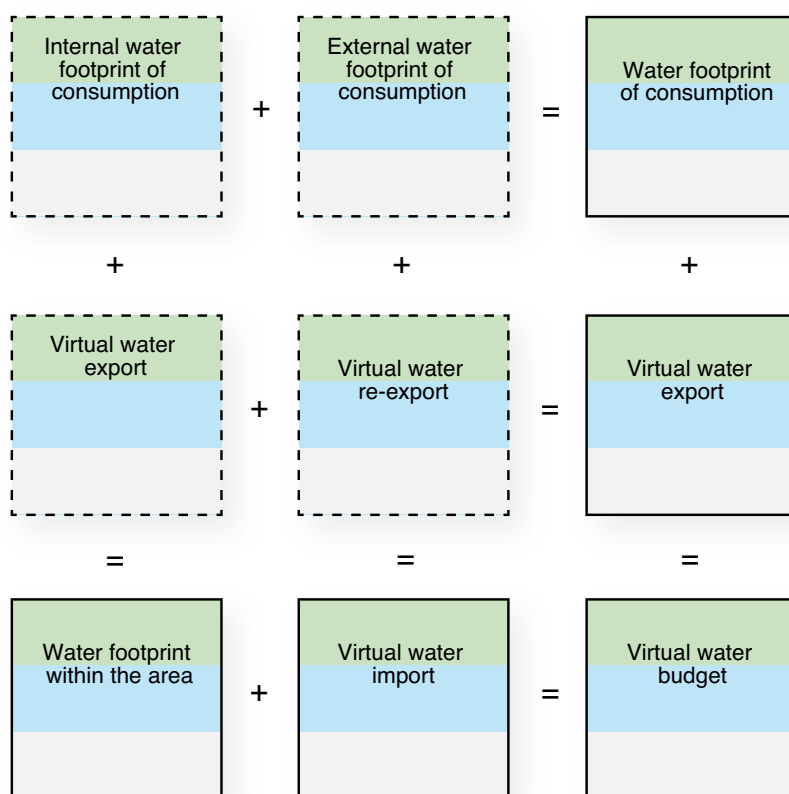 Internal water
footprint of
consumption
+
External water
footprint of
consumption
=
Water footprint
of consumption
+
+
+
Virtual water
export
+
Virtual water
re-export
=
Virtual water
export
=
=
=
Water footprint
within the area
+
Virtual water
import
=
Virtual water
budget